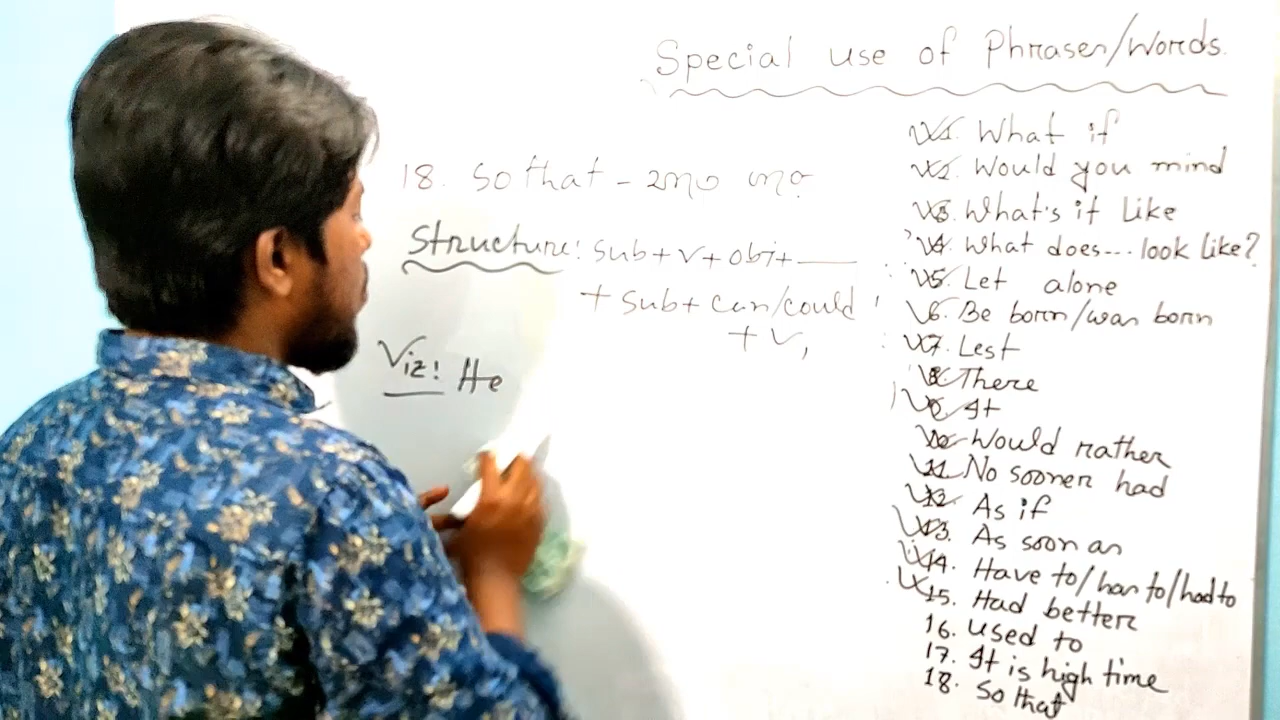 Special use of Phrases/Words.
18. So that -
Structure: sub + v + obj + ___
+ sub + can/could
+ V,
Viz: He
1. What if
2. Would you mind
3. What's it like
4. What does... look like?
5. Let alone
6. Be born/was born
7. Lest
8. There
9. It
10. Would rather
11. No sooner had
12. As if
13. As soon as
14. Have to/has to/had to
15. Had better
16. Used to
17. It is high time
18. So that